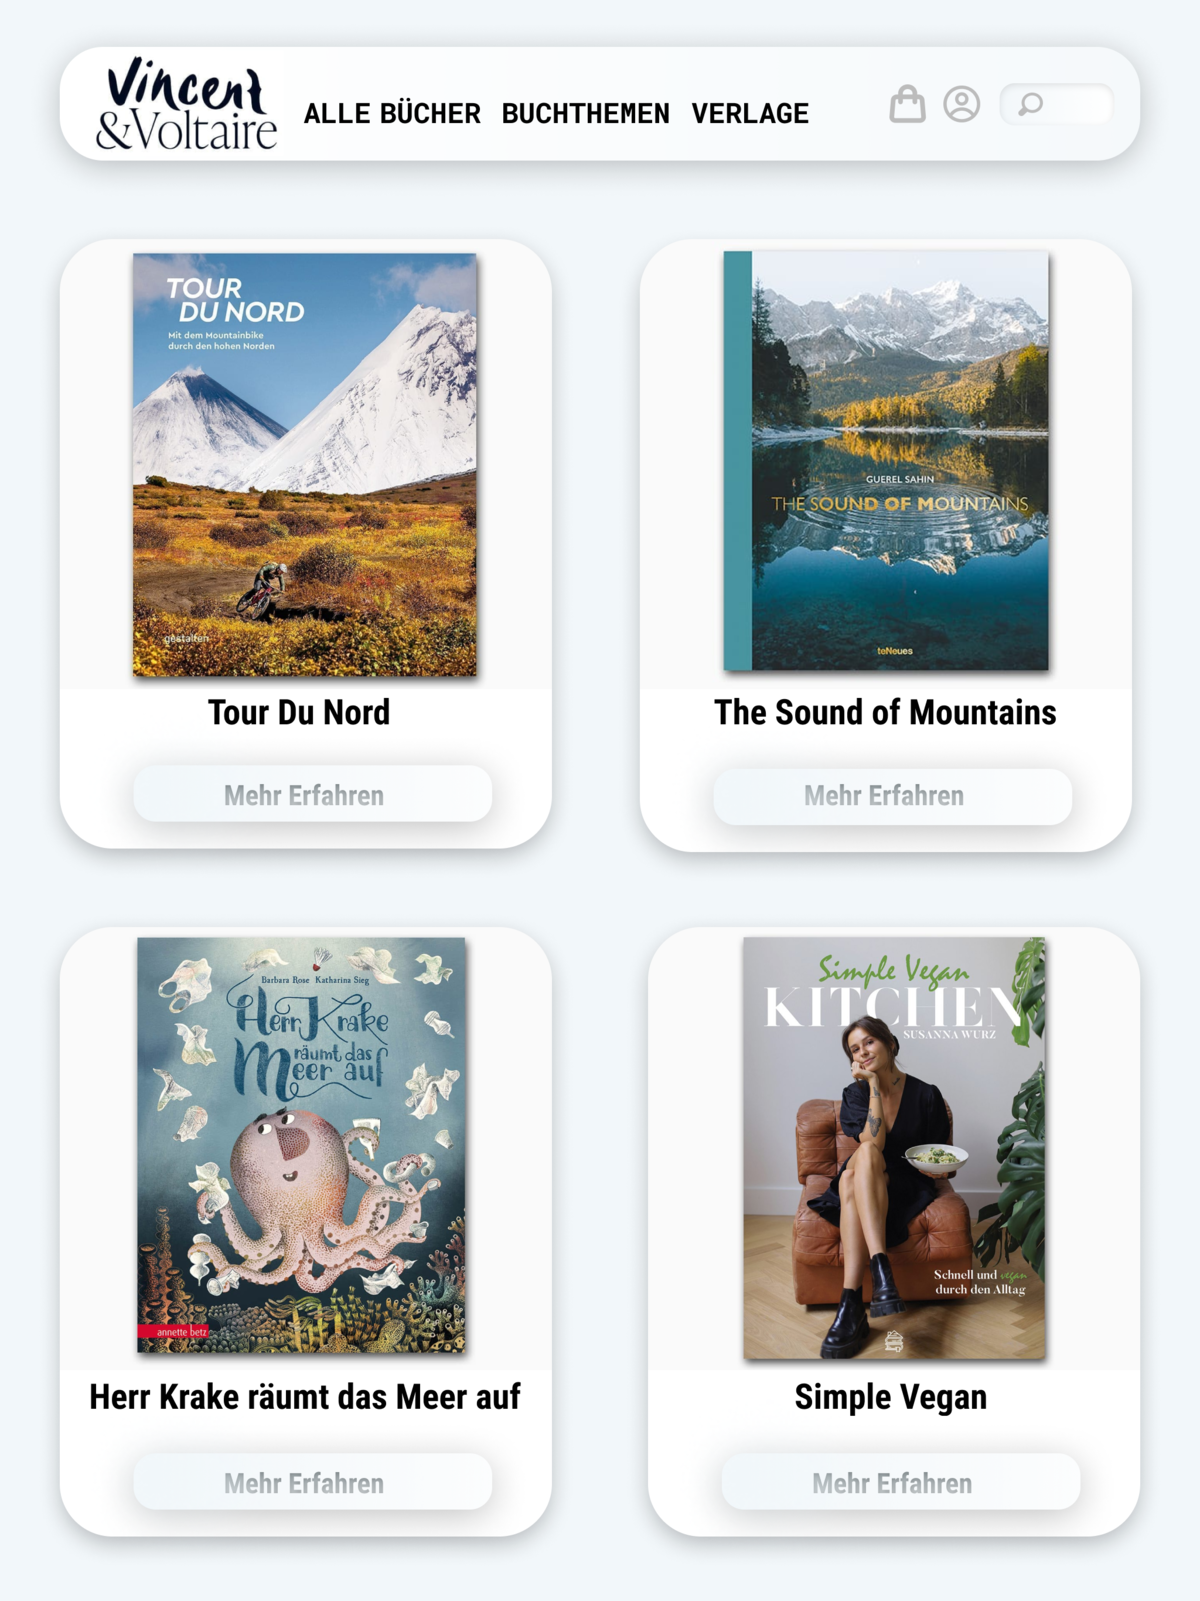 Vincent
&Voltaire
ALLE BÜCHER BUCHTHEMEN VERLAGE
TOUR
DU NORD
Mit dem Mountainbike
durch den hohen Norden
gestalten
GUEREL SAHIN
THE SOUND OF MOUNTAINS
teNeues
Tour Du Nord
The Sound of Mountains
Mehr Erfahren
Mehr Erfahren
Barbara Rose Katharina Sieg
Herr Krake
räumt das
Meer auf
annette betz
Simple Vegan
KITCHEN
SUSANNA WURZ
Schnell und vegan
durch den Alltag
Herr Krake räumt das Meer auf
Simple Vegan
Mehr Erfahren
Mehr Erfahren